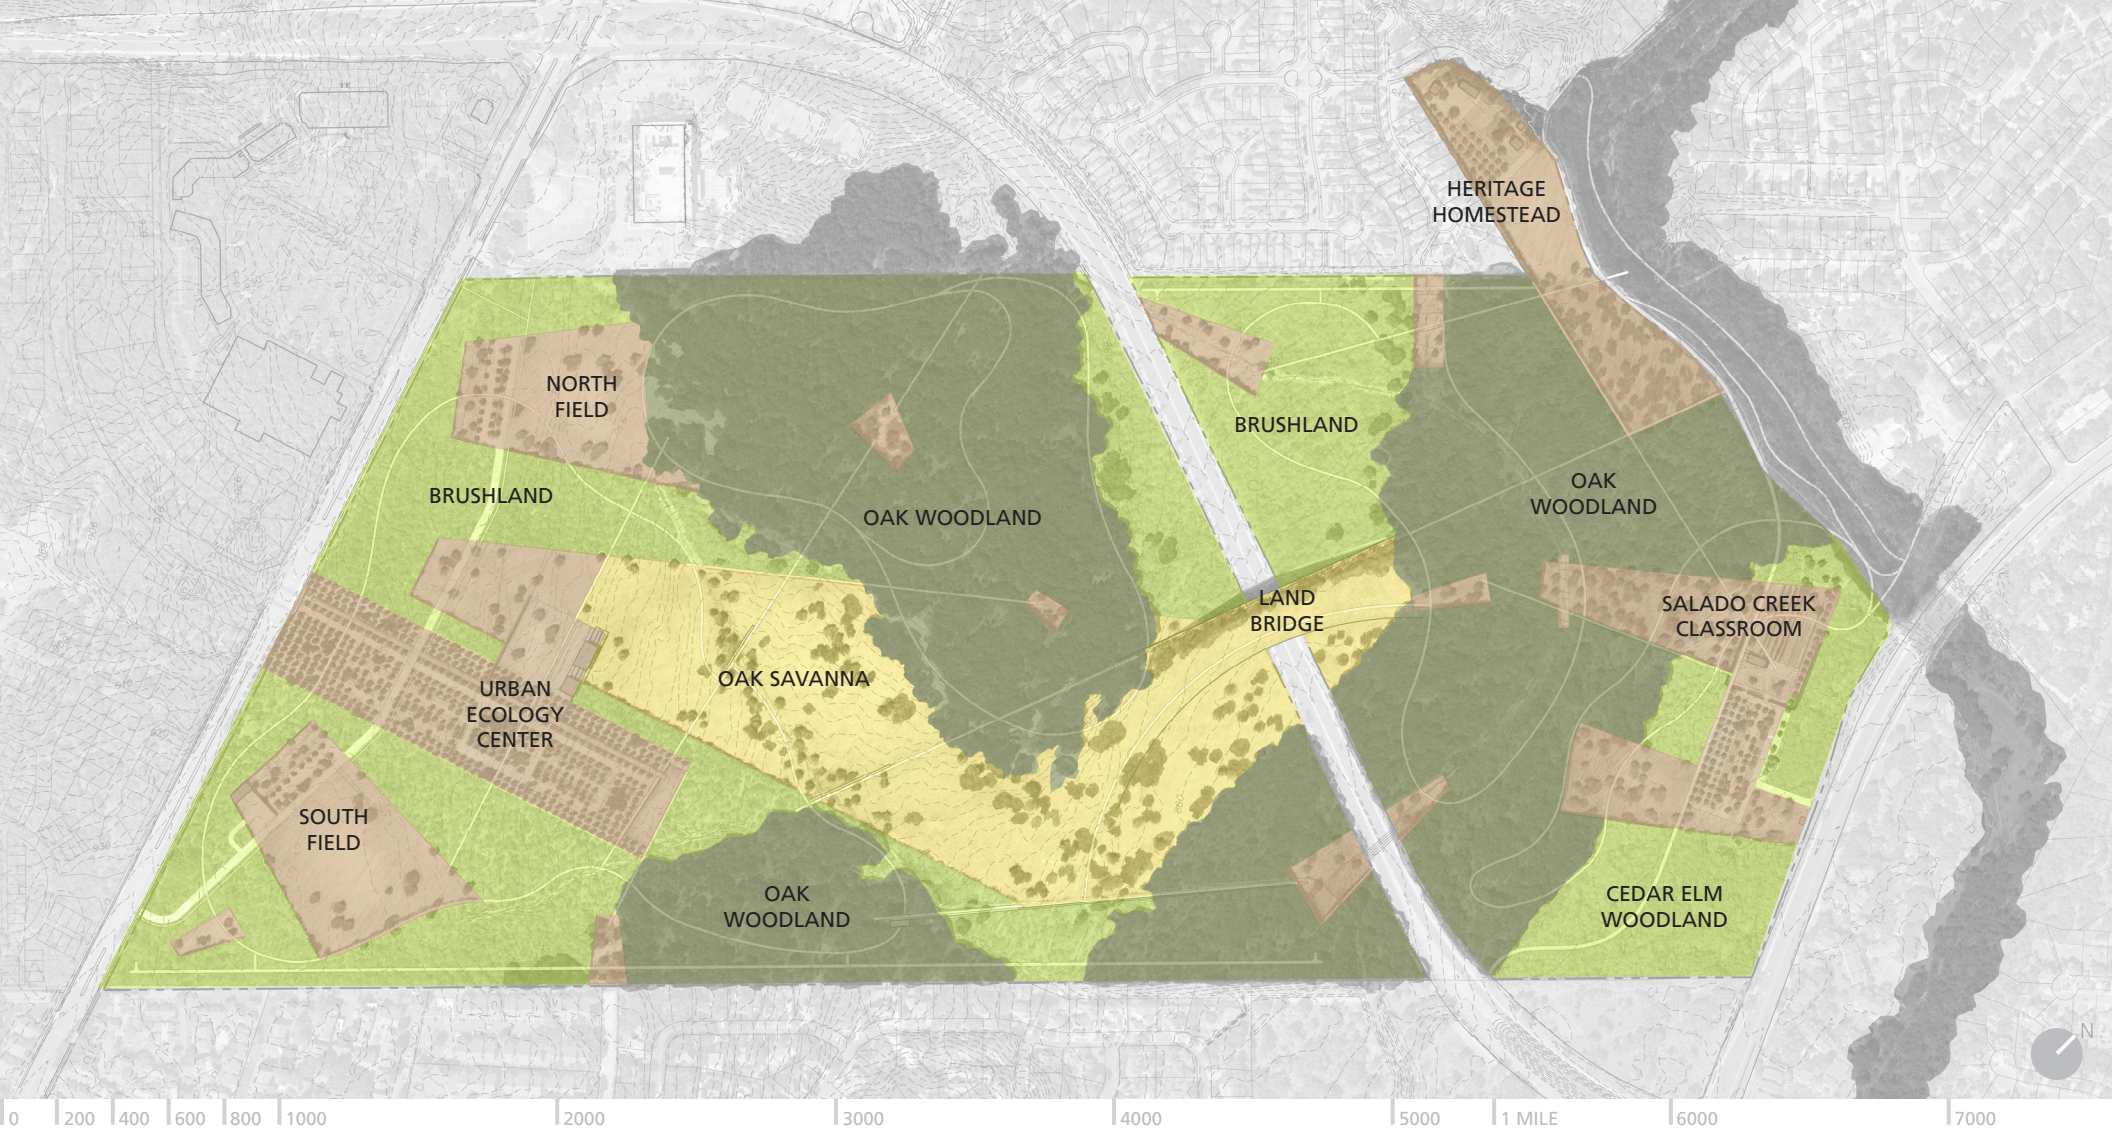 HERITAGE
HOMESTEAD
NORTH
FIELD
BRUSHLAND
BRUSHLAND
OAK
WOODLAND
OAK WOODLAND
LAND
BRIDGE
SALADO CREEK
CLASSROOM
OAK SAVANNA
URBAN
ECOLOGY
CENTER
SOUTH
FIELD
OAK
WOODLAND
CEDAR ELM
WOODLAND
N
0
200
400
600
800
1000
2000
3000
4000
5000
1 MILE
6000
7000